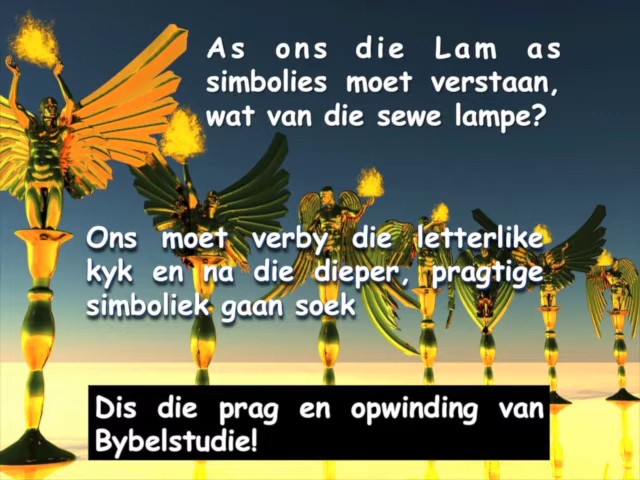 As ons die Lam as
simbolies moet verstaan,
wat van die sewe lampe?
Ons moet verby die letterlike
kyk en na die dieper, pragtige
simboliek gaan soek
Dis die prag en opwinding van
Bybelstudie!